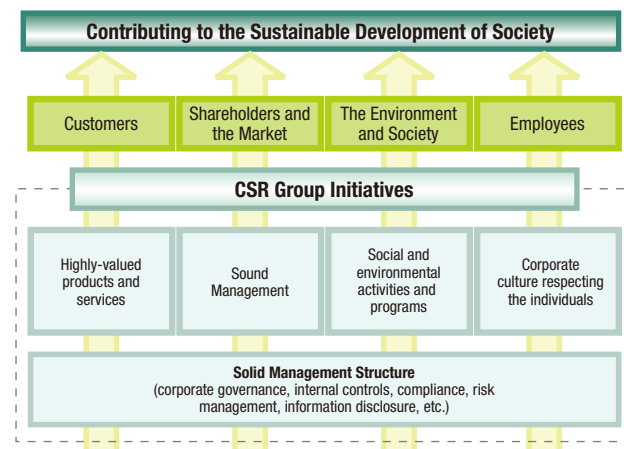 Contributing to the Sustainable Development of Society
Customers
Shareholders and
the Market
The Environment
and Society
Employees
CSR Group Initiatives
Highly-valued
products and
services
Sound
Management
Social and
environmental
activities and
programs
Corporate
culture respecting
the individuals
Solid Management Structure
(corporate governance, internal controls, compliance, risk
management, information disclosure, etc.)